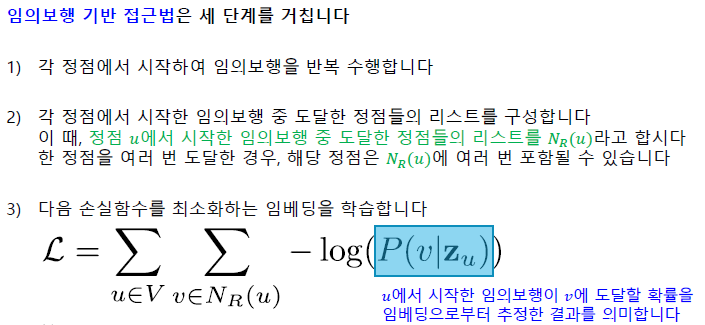 임의보행 기반 접근법은 세 단계를 거칩니다
1) 각 정점에서 시작하여 임의보행을 반복 수행합니다
2) 각 정점에서 시작한 임의보행 중 도달한 정점들의 리스트를 구성합니다
이 때, 정점 𝑢에서 시작한 임의보행 중 도달한 정점들의 리스트를 𝑁_𝑅(𝑢)라고 합시다
한 정점을 여러 번 도달한 경우, 해당 정점은 𝑁_𝑅(𝑢)에 여러 번 포함될 수 있습니다
3) 다음 손실함수를 최소화하는 임베딩을 학습합니다
ℒ = ∑_{u∈V} ∑_{v∈N_R(u)} − log(P(v|𝐳_u))
𝑢에서 시작한 임의보행이 𝑣에 도달할 확률을
임베딩으로부터 추정한 결과를 의미합니다